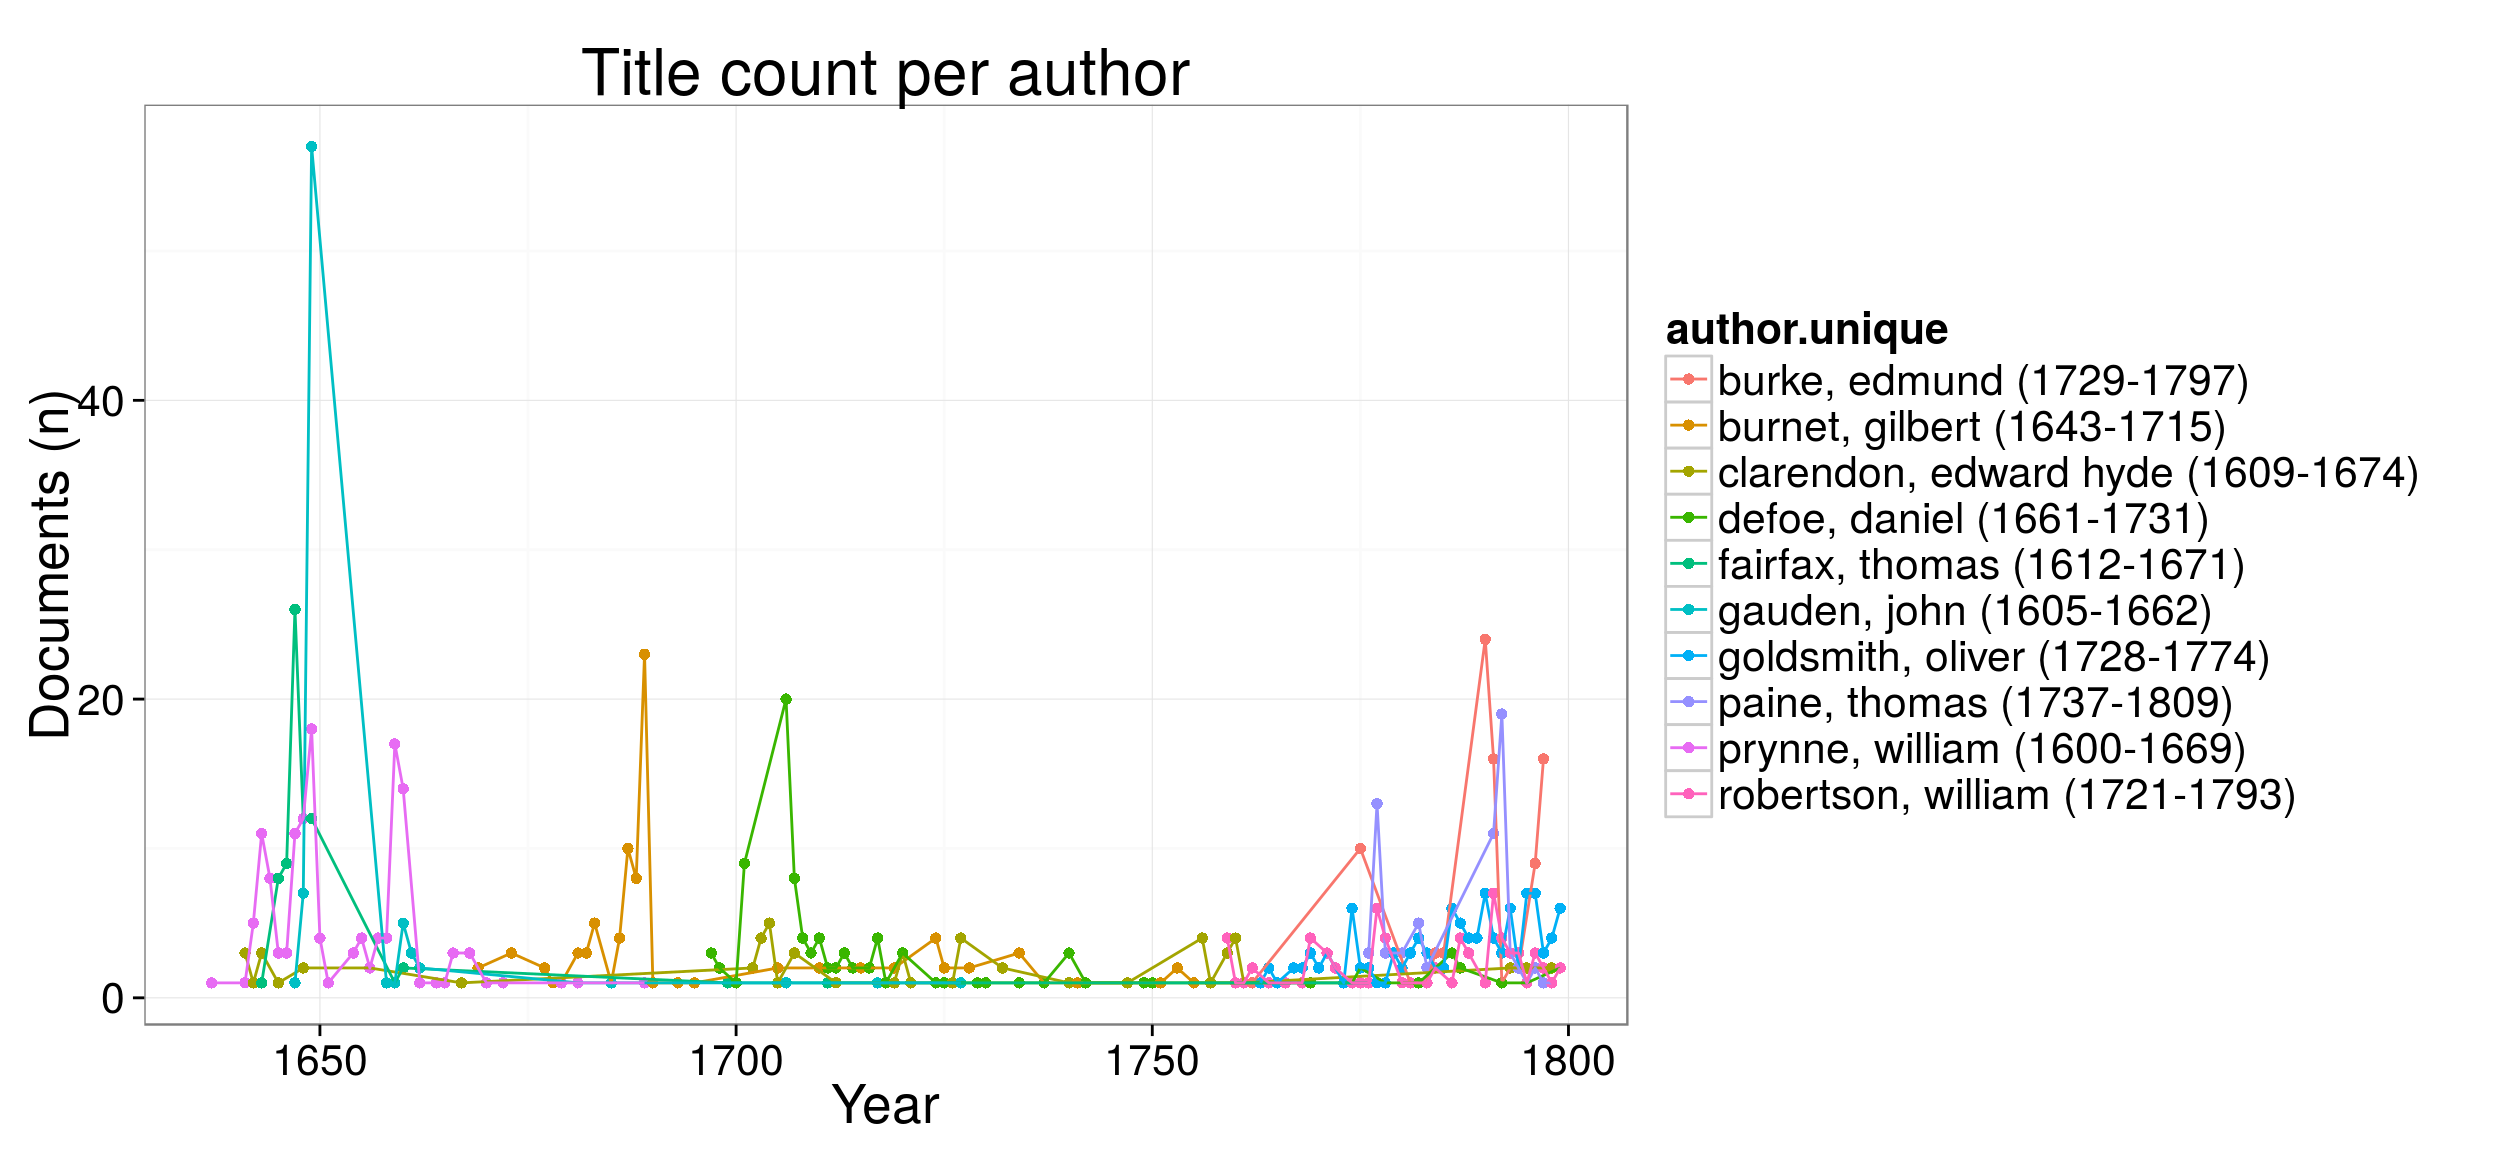 Title count per author
Documents (n)
40
20
0
1650
1700
1750
1800
Year
author.unique
burke, edmund (1729-1797)
burnet, gilbert (1643-1715)
clarendon, edward hyde (1609-1674)
defoe, daniel (1661-1731)
fairfax, thomas (1612-1671)
gauden, john (1605-1662)
goldsmith, oliver (1728-1774)
paine, thomas (1737-1809)
prynne, william (1600-1669)
robertson, william (1721-1793)